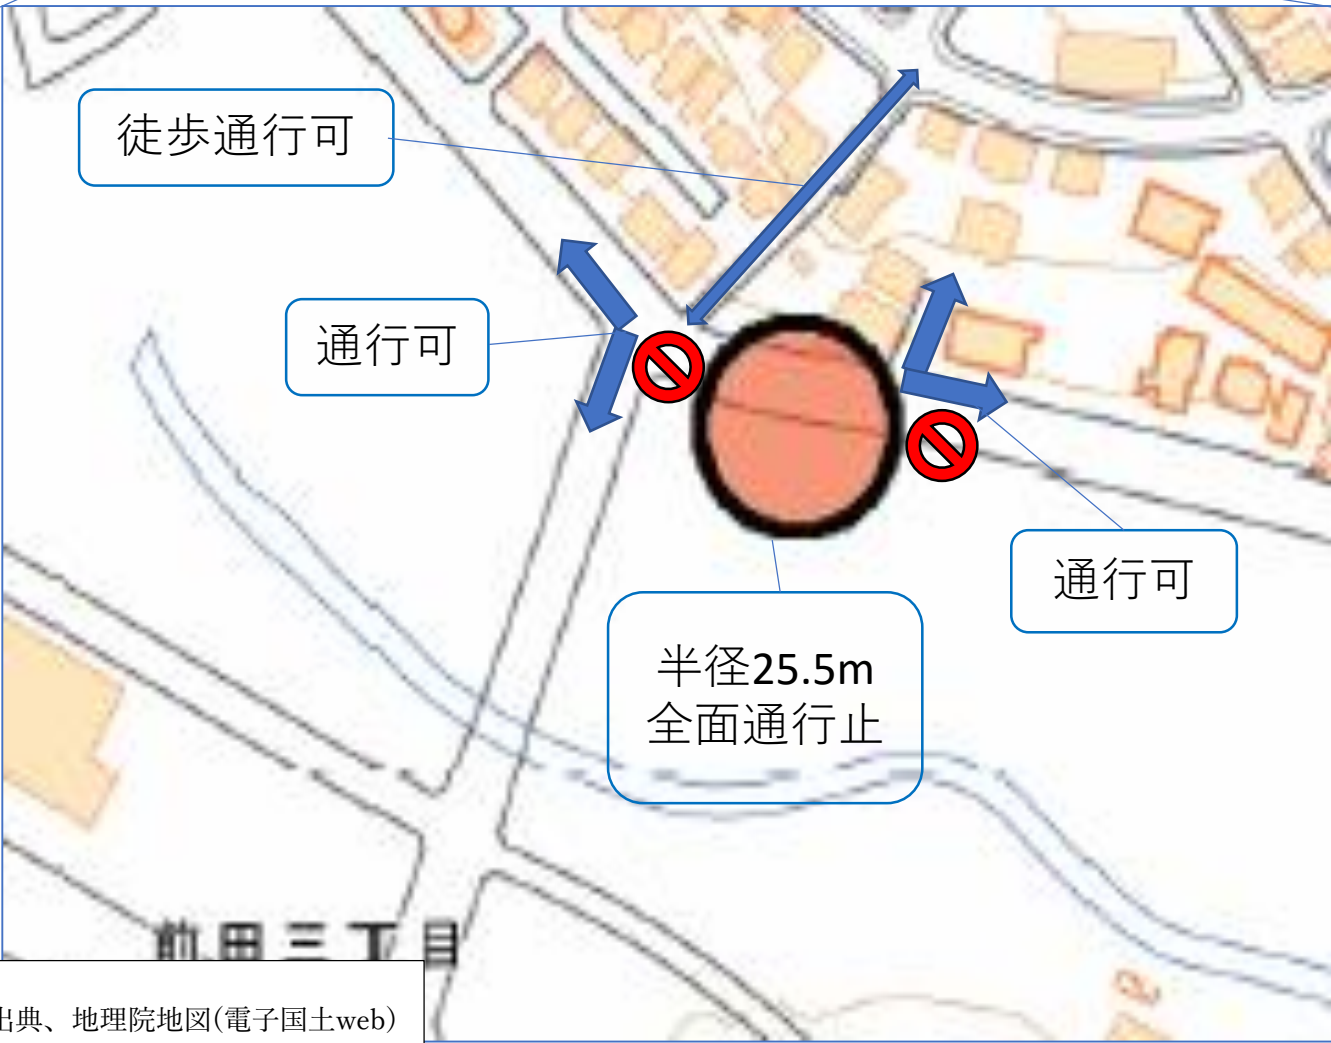 徒歩通行可
通行可
通行可
半径25.5m
全面通行止
前田三丁目
出典、地理院地図(電子国土web)